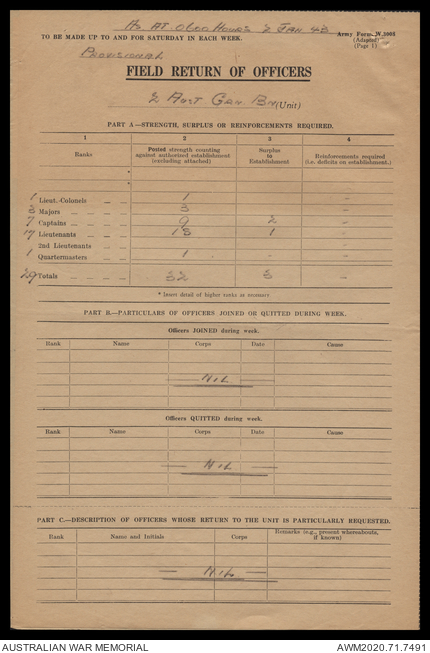 As AT. 0600 Hours 2 JAN 43
TO BE MADE UP TO AND FOR SATURDAY IN EACH WEEK.
Army Form W.3008
(Adapted)
(Page 1)
PROVISIONAL
FIELD RETURN OF OFFICERS
2 Aust Gar Bn (Unit)
PART A—STRENGTH, SURPLUS OR REINFORCEMENTS REQUIRED.
1 2 3 4
Ranks
Posted strength counting against authorized establishment (excluding attached)
Surplus to Establishment
Reinforcements required (i.e. deficits on establishment.)
*
*
1 Lieut.-Colonels 1 -
3 Majors 3 -
7 Captains 9 2 -
17 Lieutenants 18 1 -
2nd Lieutenants
1 Quartermasters 1 - -
29 Totals 32 3 -
* Insert detail of higher ranks as necessary
PART B.—PARTICULARS OF OFFICERS JOINED OR QUITTED DURING WEEK.
Officers JOINED during week.
Rank Name Corps Date Cause
— NIL —
Officers QUITTED during week.
Rank Name Corps Date Cause
— NIL —
PART C.—DESCRIPTION OF OFFICERS WHOSE RETURN TO THE UNIT IS PARTICULARLY REQUESTED.
Rank Name and Initials Corps Remarks (e.g., present whereabouts, if known)
— NIL —
AUSTRALIAN WAR MEMORIAL
AWM2020.71.7491